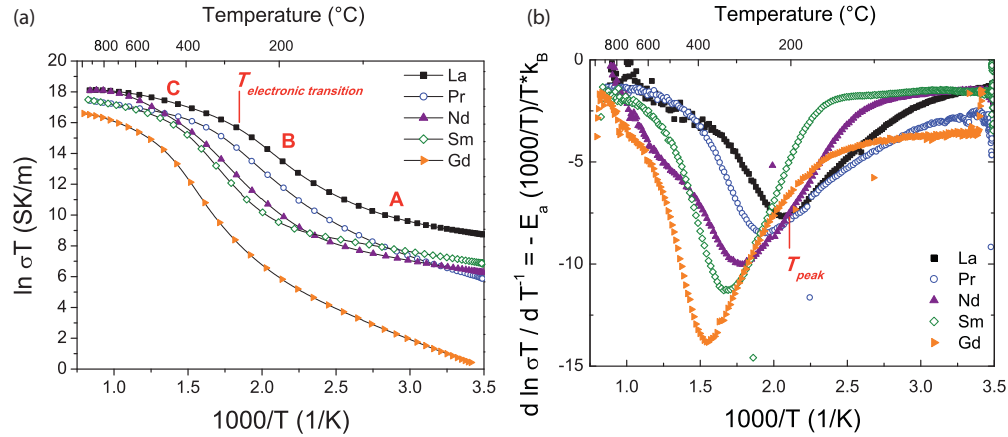 (a)
Temperature (°C)
800 600 400 200
20
18
16
14
12
10
8
6
4
2
0
ln σT (SK/m)
C
T electronic transition
B
A
La
Pr
Nd
Sm
Gd
1.0 1.5 2.0 2.5 3.0 3.5
1000/T (1/K)
(b)
Temperature (°C)
800 600 400 200
0
-5
-10
-15
d ln σT / d T⁻¹ = - Eₐ (1000/T)/T*k_B
T peak
La
Pr
Nd
Sm
Gd
1.0 1.5 2.0 2.5 3.0 3.5
1000/T (1/K)